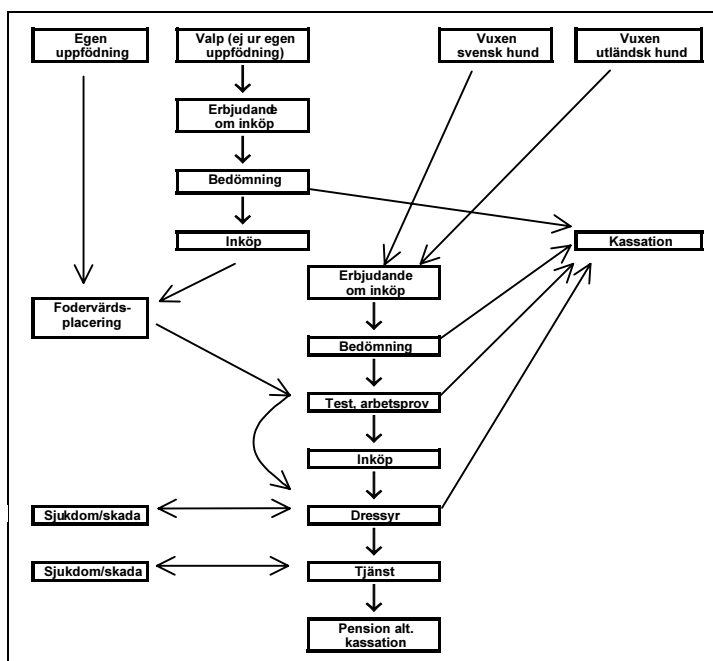 Egen
uppfödning
Valp (ej ur egen
uppfödning)
Vuxen
svensk hund
Vuxen
utländsk hund
Erbjudande
om inköp
Bedömning
Inköp
Kassation
Erbjudande
om inköp
Fodervärds-
placering
Bedömning
Test, arbetsprov
Inköp
Sjukdom/skada
Dressyr
Sjukdom/skada
Tjänst
Pension alt.
kassation